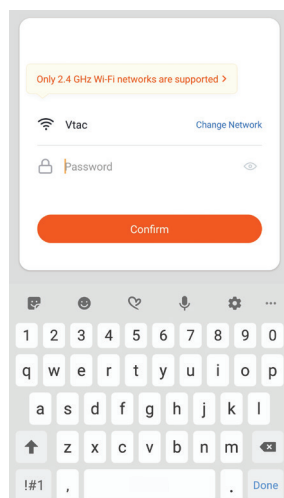 Only 2.4 GHz Wi-Fi networks are supported >
Vtac Change Network
Password
Confirm
1 2 3 4 5 6 7 8 9 0
q w e r t y u i o p
a s d f g h j k l
z x c v b n m
!#1 , . Done